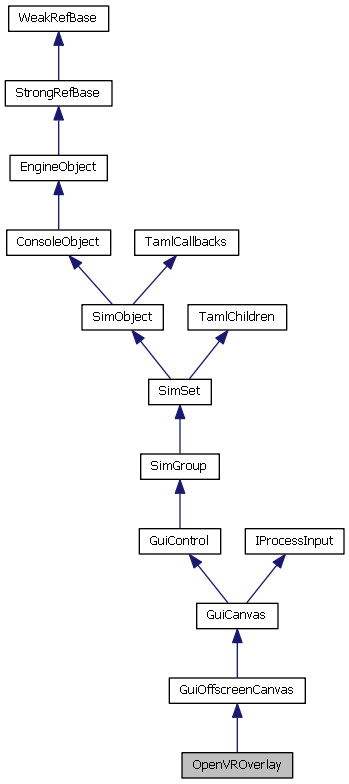 WeakRefBase
StrongRefBase
EngineObject
ConsoleObject
TamlCallbacks
SimObject
TamlChildren
SimSet
SimGroup
GuiControl
IProcessInput
GuiCanvas
GuiOffscreenCanvas
OpenVROverlay